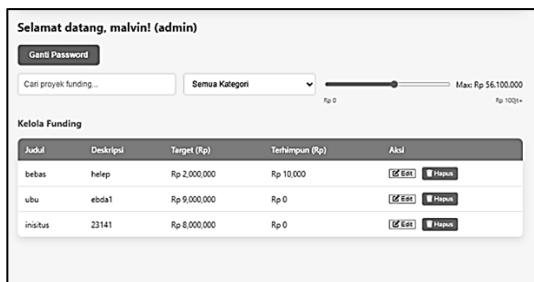 Selamat datang, malvin! (admin)
Ganti Password
Cari proyek funding... Semua Kategori Max: Rp 56.100.000
Rp 0 Rp 100jt+
Kelola Funding
Judul Deskripsi Target (Rp) Terhimpun (Rp) Aksi
bebas helep Rp 2,000,000 Rp 10,000 Edit Hapus
ubu ebda1 Rp 9,000,000 Rp 0 Edit Hapus
inisitus 23141 Rp 8,000,000 Rp 0 Edit Hapus